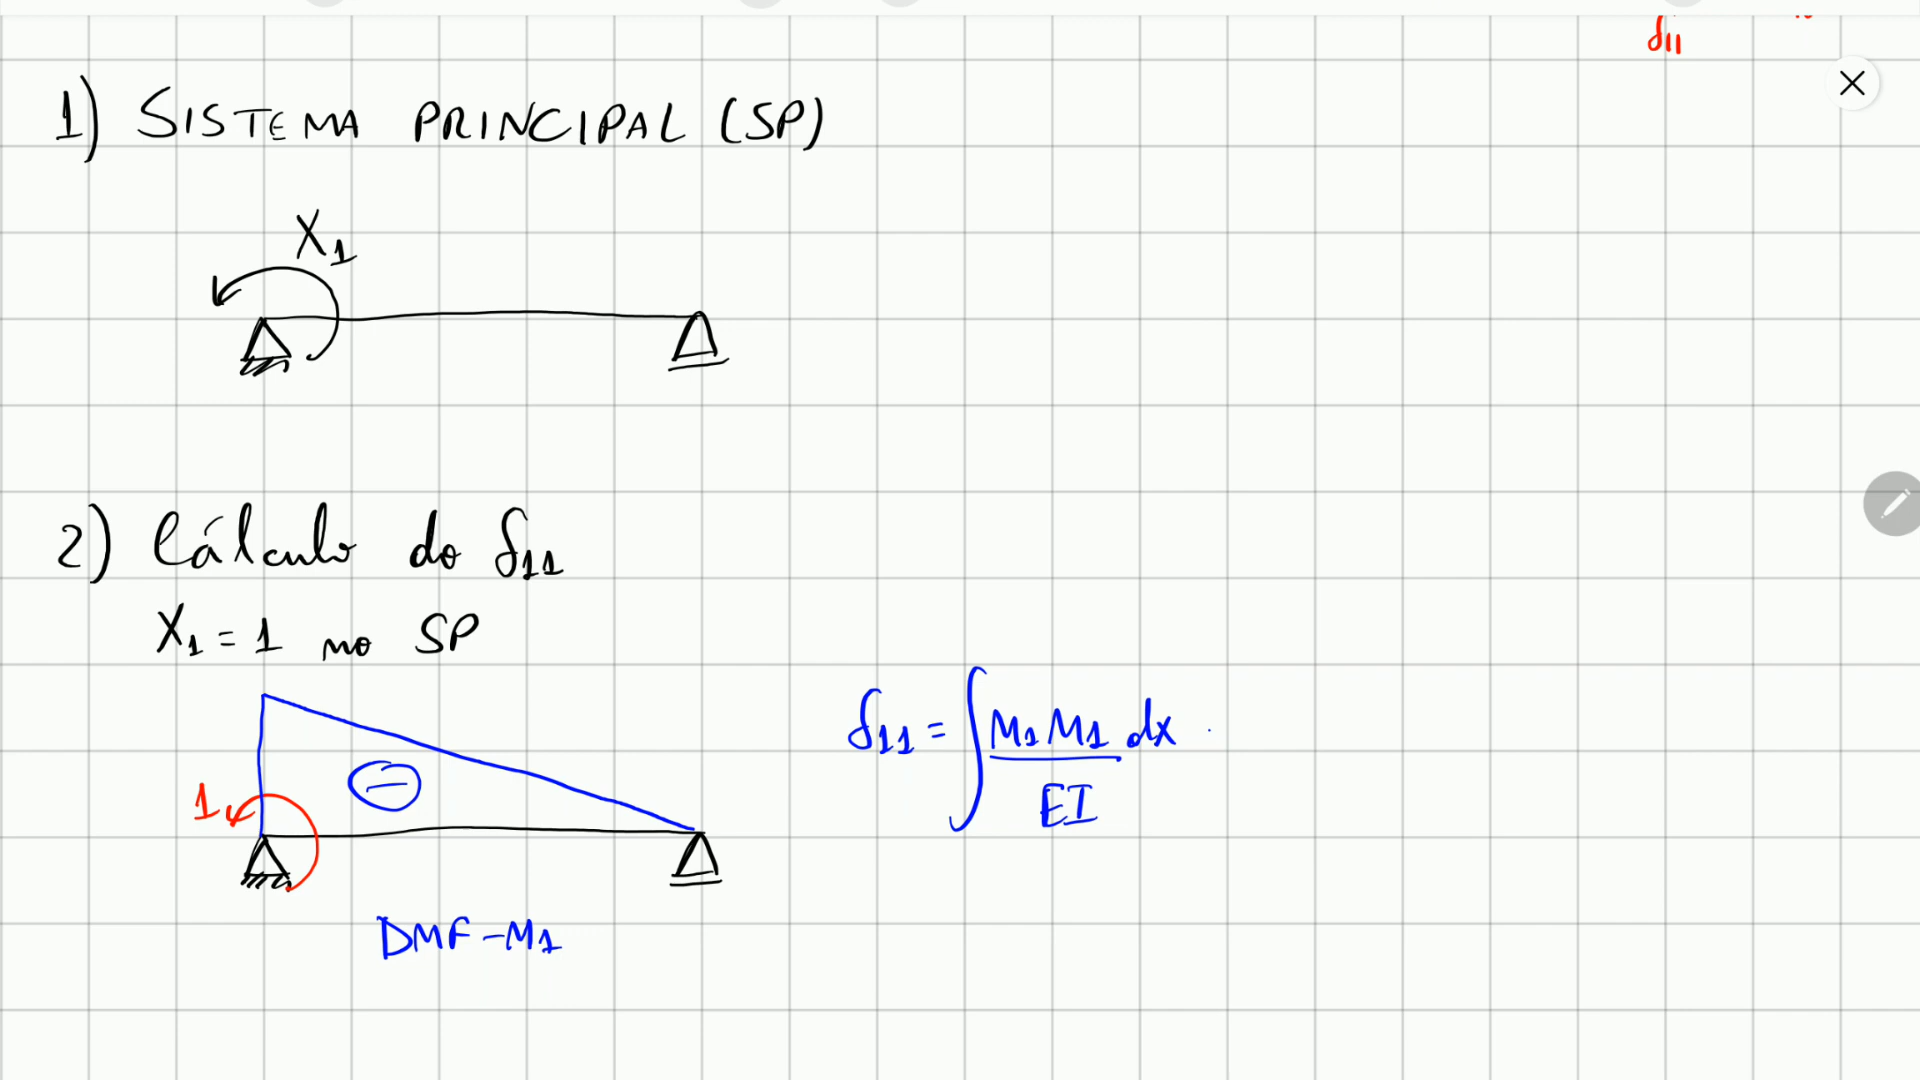 δ11
1) SISTEMA PRINCIPAL (SP)
X1
2) Cálculo do δ11
X1 = 1 no SP
δ11 = ∫ M1 M1 / EI dx
1
DMF - M1